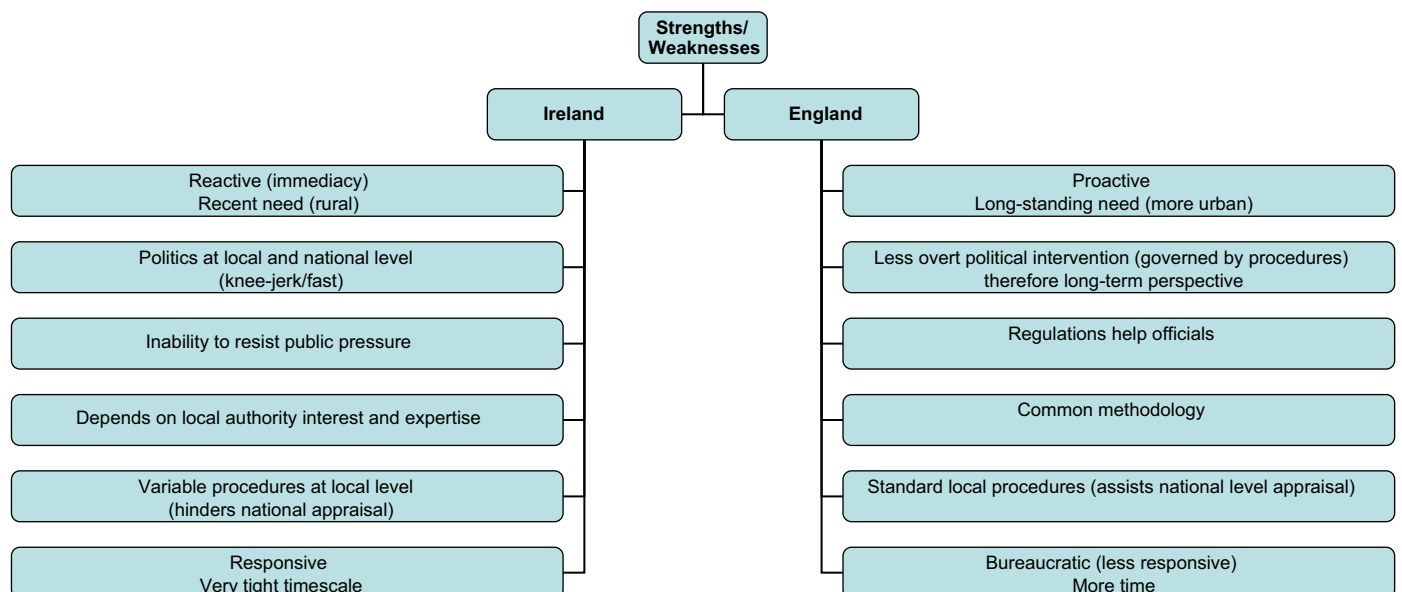 Strengths/
Weaknesses
Ireland
England
Reactive (immediacy)
Recent need (rural)
Politics at local and national level
(knee-jerk/fast)
Inability to resist public pressure
Depends on local authority interest and expertise
Variable procedures at local level
(hinders national appraisal)
Responsive
Very tight timescale
Proactive
Long-standing need (more urban)
Less overt political intervention (governed by procedures)
therefore long-term perspective
Regulations help officials
Common methodology
Standard local procedures (assists national level appraisal)
Bureaucratic (less responsive)
More time